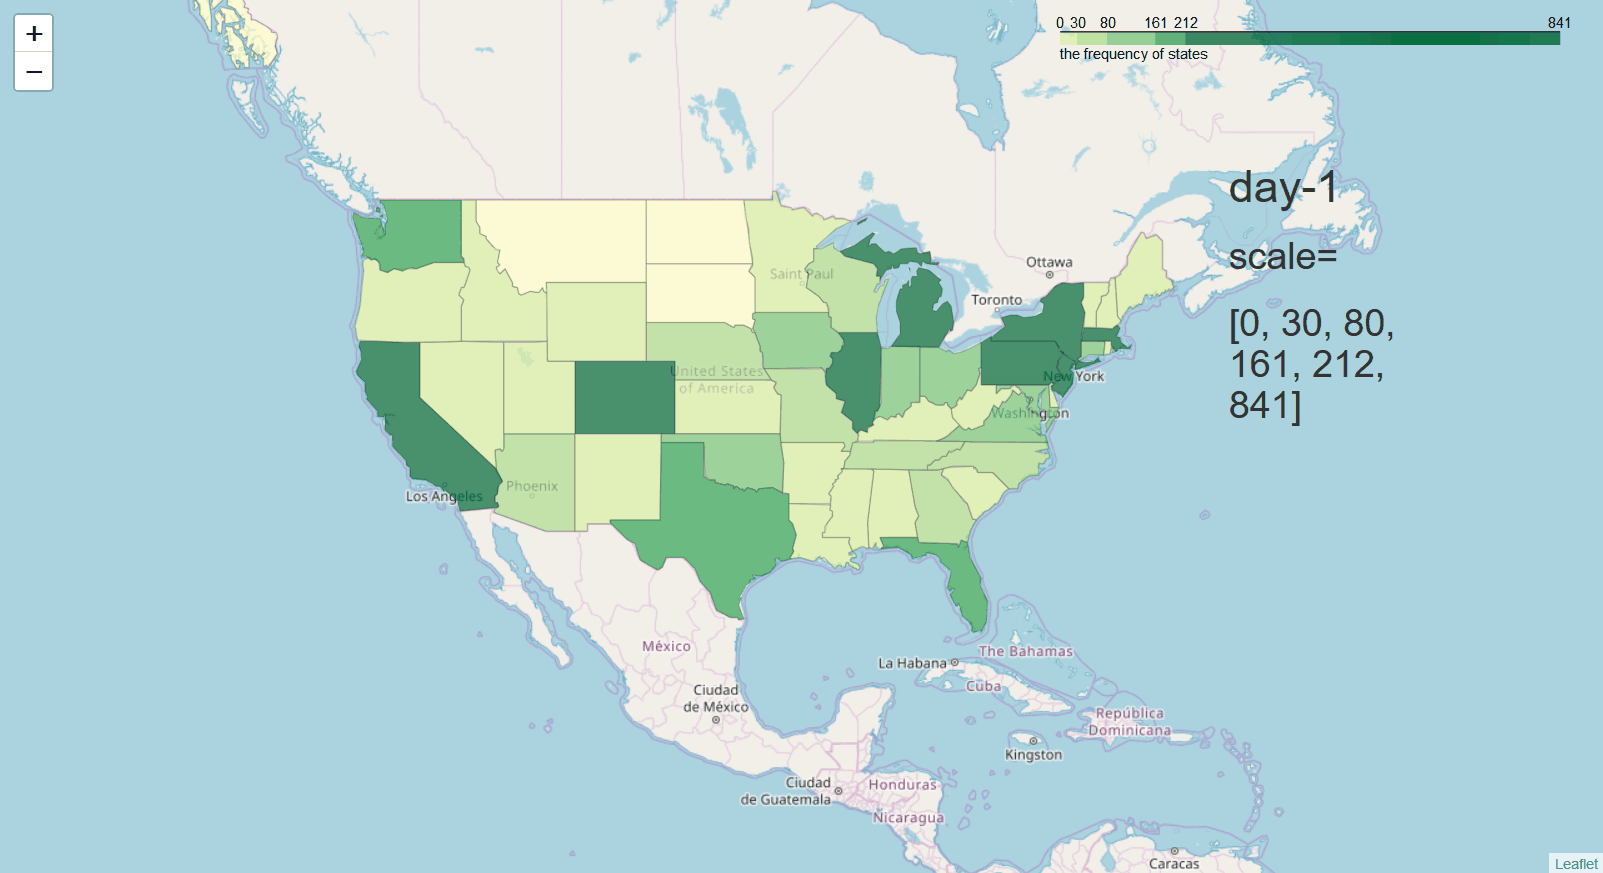 +
−
0 30 80 161 212 841
the frequency of states
day-1
scale=
[0, 30, 80,
161, 212,
841]
Ottawa
Toronto
Saint Paul
United States
of America
New York
Washington
Los Angeles
Phoenix
México
Ciudad
de México
La Habana
The Bahamas
Cuba
República
Dominicana
Kingston
Ciudad
de Guatemala
Honduras
Nicaragua
Caracas
Leaflet